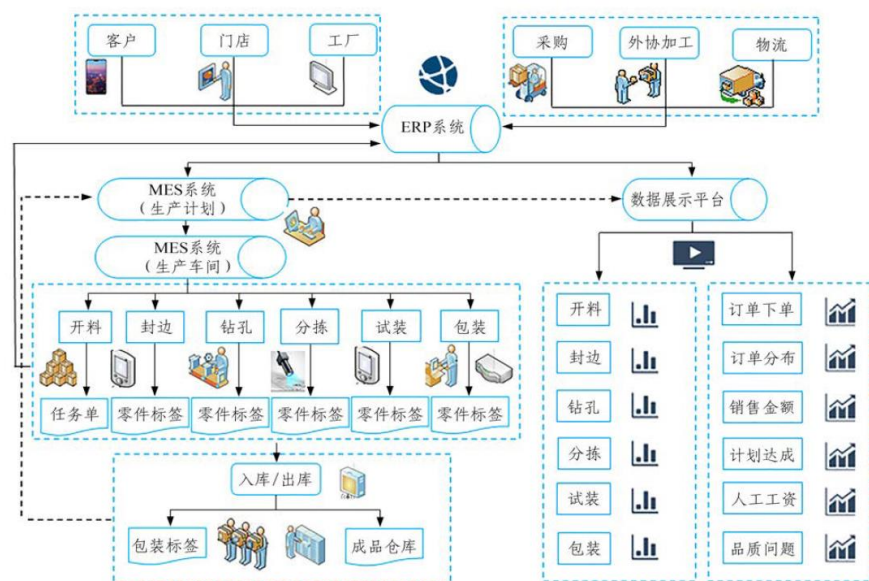 客户
门店
工厂
采购
外协加工
物流
ERP系统
MES系统
(生产计划)
数据展示平台
MES系统
(生产车间)
开料
封边
钻孔
分拣
试装
包装
任务单
零件标签
零件标签
零件标签
零件标签
零件标签
入库/出库
包装标签
成品仓库
开料
封边
钻孔
分拣
试装
包装
订单下单
订单分布
销售金额
计划达成
人工工资
品质问题